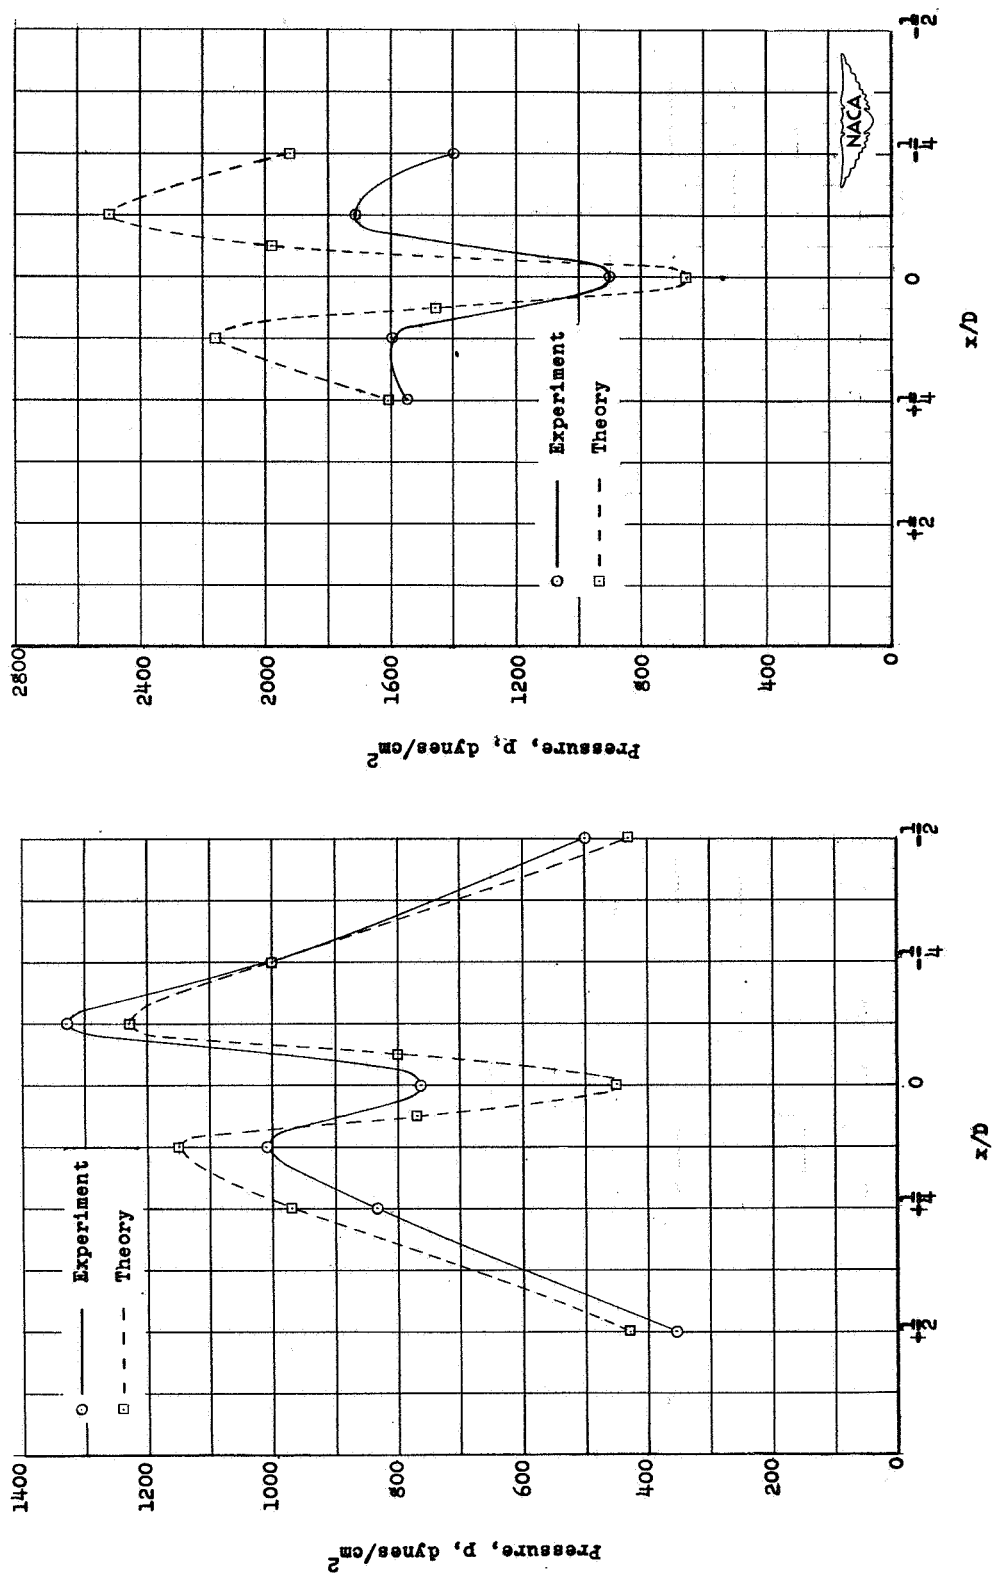 1400
1200
1000
800
600
400
200
0
Pressure, p, dynes/cm²
Experiment
Theory
+1/2
+1/4
0
-1/4
-1/2
x/D
2800
2400
2000
1600
1200
800
400
0
Pressure, p, dynes/cm²
Experiment
Theory
+1/2
+1/4
0
-1/4
-1/2
x/D
NACA